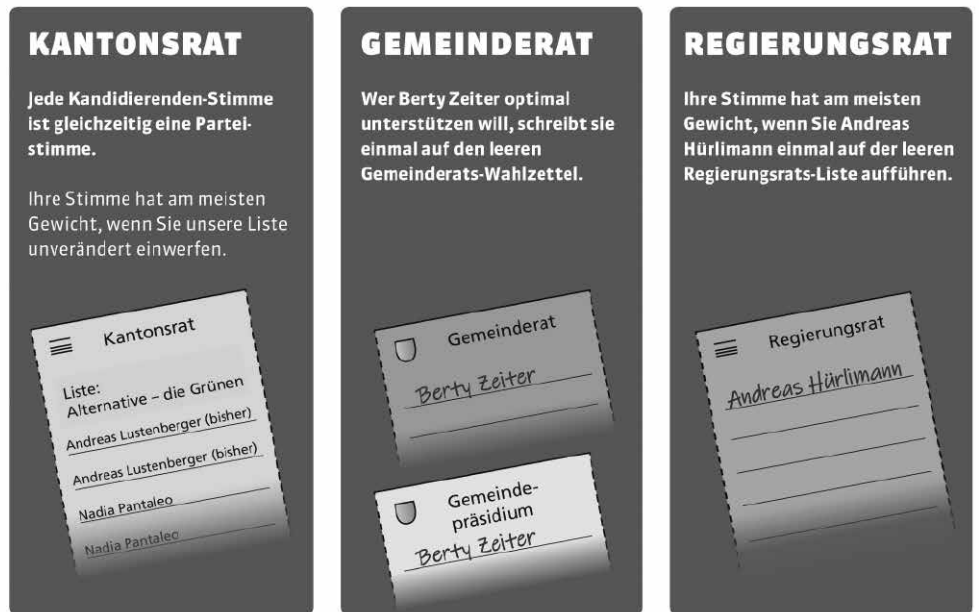 KANTONSRAT
Jede Kandidierenden-Stimme
ist gleichzeitig eine Partei-
stimme.
Ihre Stimme hat am meisten
Gewicht, wenn Sie unsere Liste
unverändert einwerfen.
Kantonsrat
Liste:
Alternative – die Grünen
Andreas Lustenberger (bisher)
Andreas Lustenberger (bisher)
Nadia Pantaleo
Nadia Pantaleo
GEMEINDERAT
Wer Berty Zeiter optimal
unterstützen will, schreibt sie
einmal auf den leeren
Gemeinderats-Wahlzettel.
Gemeinderat
Berty Zeiter
Gemeinde-
präsidium
Berty Zeiter
REGIERUNGSRAT
Ihre Stimme hat am meisten
Gewicht, wenn Sie Andreas
Hürlimann einmal auf der leeren
Regierungsrats-Liste aufführen.
Regierungsrat
Andreas Hürlimann